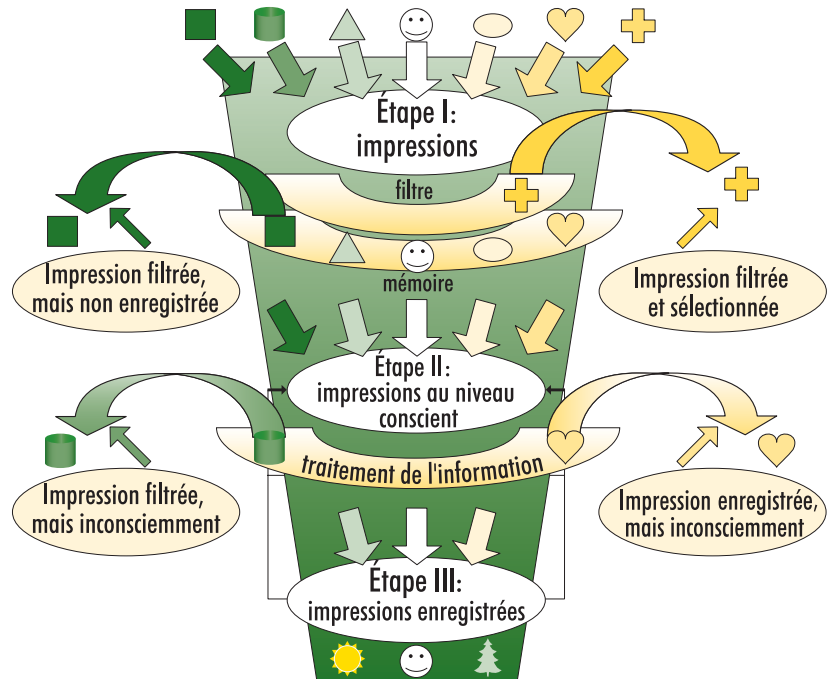 Étape I:
impressions
filtre
Impression filtrée,
mais non enregistrée
mémoire
Impression filtrée
et sélectionnée
Étape II:
impressions au niveau
conscient
traitement de l'information
Impression filtrée,
mais inconsciemment
Impression enregistrée,
mais inconsciemment
Étape III:
impressions enregistrées